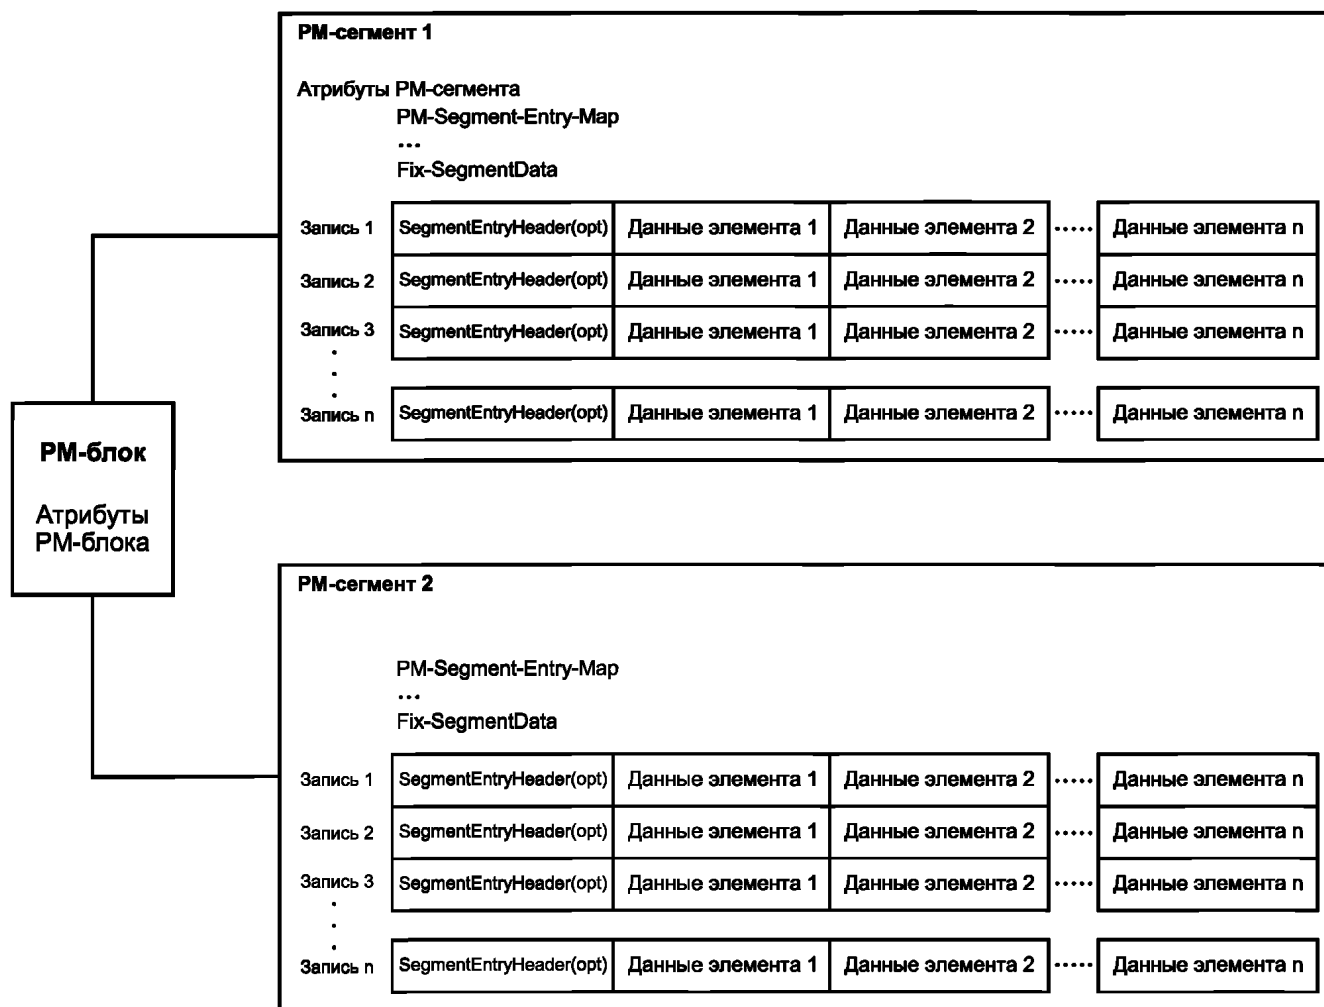 РМ-сегмент 1
Атрибуты РМ-сегмента
PM-Segment-Entry-Map
...
Fix-SegmentData
Запись 1 SegmentEntryHeader(opt) Данные элемента 1 Данные элемента 2 ..... Данные элемента n
Запись 2 SegmentEntryHeader(opt) Данные элемента 1 Данные элемента 2 ..... Данные элемента n
Запись 3 SegmentEntryHeader(opt) Данные элемента 1 Данные элемента 2 ..... Данные элемента n
Запись n SegmentEntryHeader(opt) Данные элемента 1 Данные элемента 2 ..... Данные элемента n
РМ-блок
Атрибуты
РМ-блока
РМ-сегмент 2
PM-Segment-Entry-Map
...
Fix-SegmentData
Запись 1 SegmentEntryHeader(opt) Данные элемента 1 Данные элемента 2 ..... Данные элемента n
Запись 2 SegmentEntryHeader(opt) Данные элемента 1 Данные элемента 2 ..... Данные элемента n
Запись 3 SegmentEntryHeader(opt) Данные элемента 1 Данные элемента 2 ..... Данные элемента n
Запись n SegmentEntryHeader(opt) Данные элемента 1 Данные элемента 2 ..... Данные элемента n